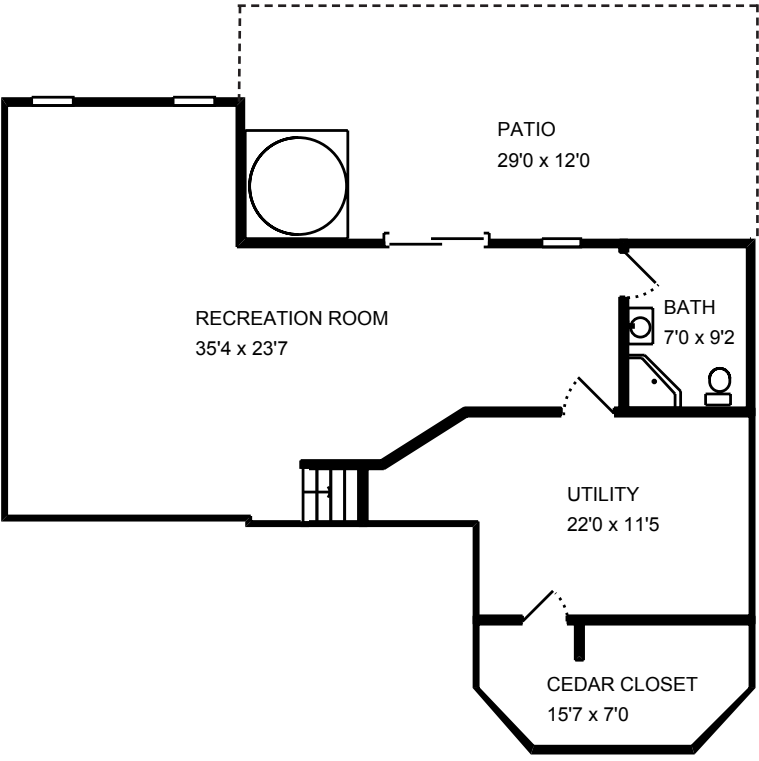 PATIO
29'0 x 12'0
RECREATION ROOM
35'4 x 23'7
BATH
7'0 x 9'2
UTILITY
22'0 x 11'5
CEDAR CLOSET
15'7 x 7'0